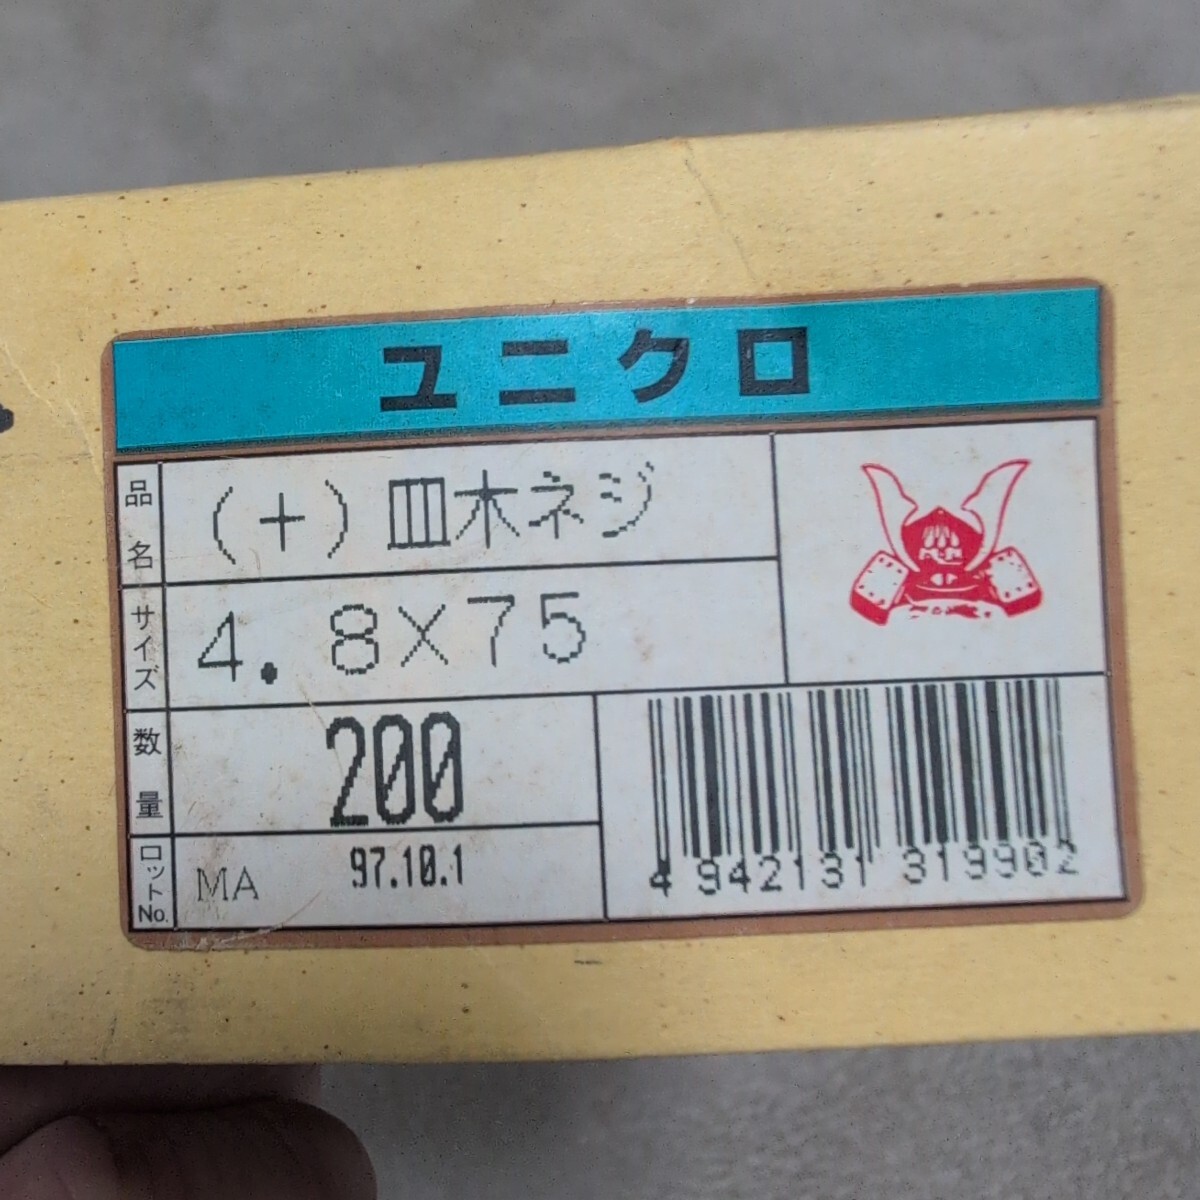 ユニクロ
品名 (+)皿木ネジ
サイズ 4.8×75
数量 200
ロットNo. MA 97.10.1
4 942131 319902